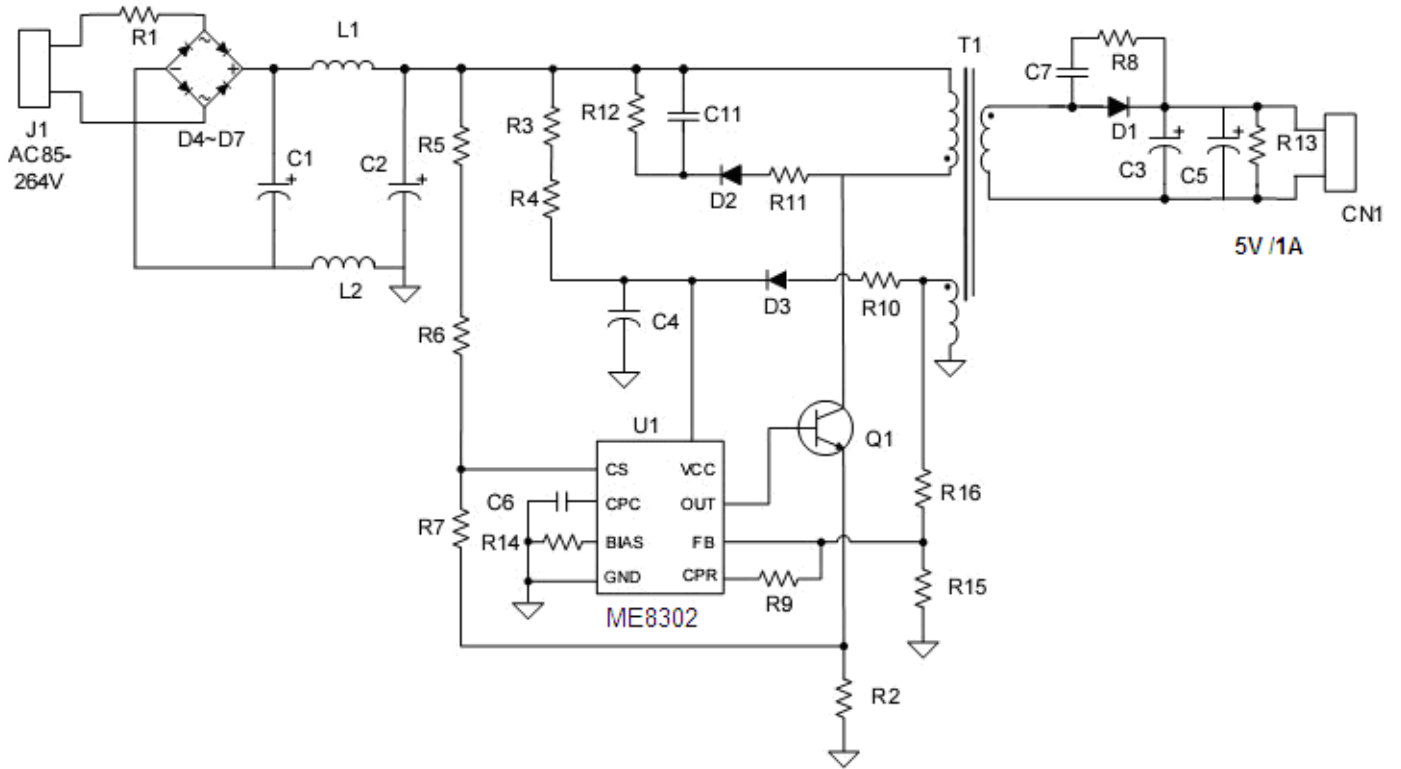 R1
L1
T1
J1
AC85-
264V
D4~D7
C1
C2
L2
R5
R3
R4
R12
C11
D2
R11
C7
R8
D1
C3
C5
R13
CN1
5V /1A
C4
D3
R10
R6
U1
Q1
CS
VCC
C6
CPC
OUT
R16
R7
R14
BIAS
FB
GND
CPR
R9
R15
ME8302
R2